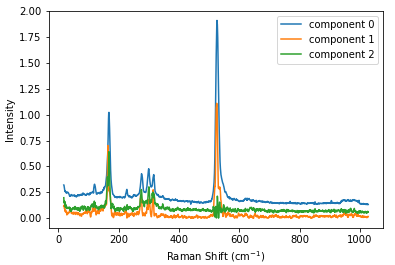 2.00
1.75
1.50
1.25
1.00
0.75
0.50
0.25
0.00
Intensity
component 0
component 1
component 2
0 200 400 600 800 1000
Raman Shift (cm⁻¹)